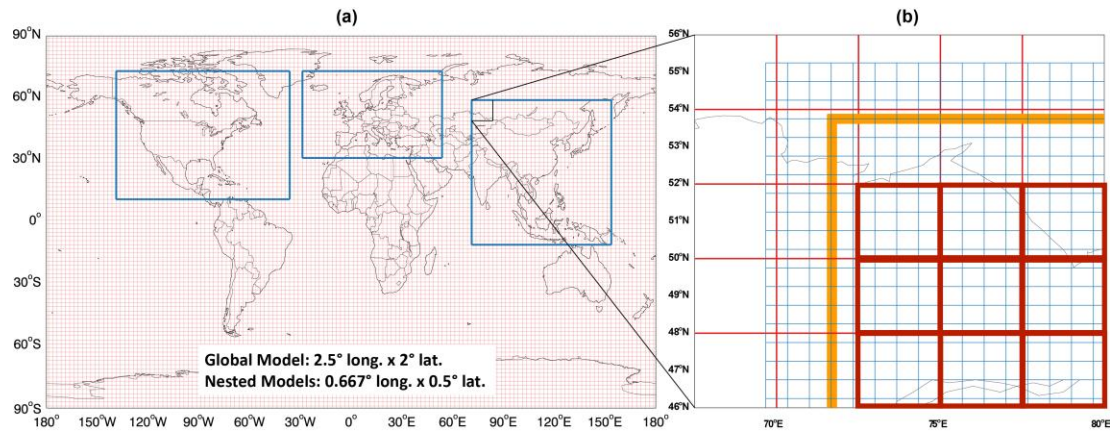 (a)
(b)
90°N
60°N
30°N
0°
30°S
60°S
90°S
180° 150°W 120°W 90°W 60°W 30°W 0° 30°E 60°E 90°E 120°E 150°E 180°
Global Model: 2.5° long. x 2° lat.
Nested Models: 0.667° long. x 0.5° lat.
56°N
55°N
54°N
53°N
52°N
51°N
50°N
49°N
48°N
47°N
46°N
70°E 75°E 80°E